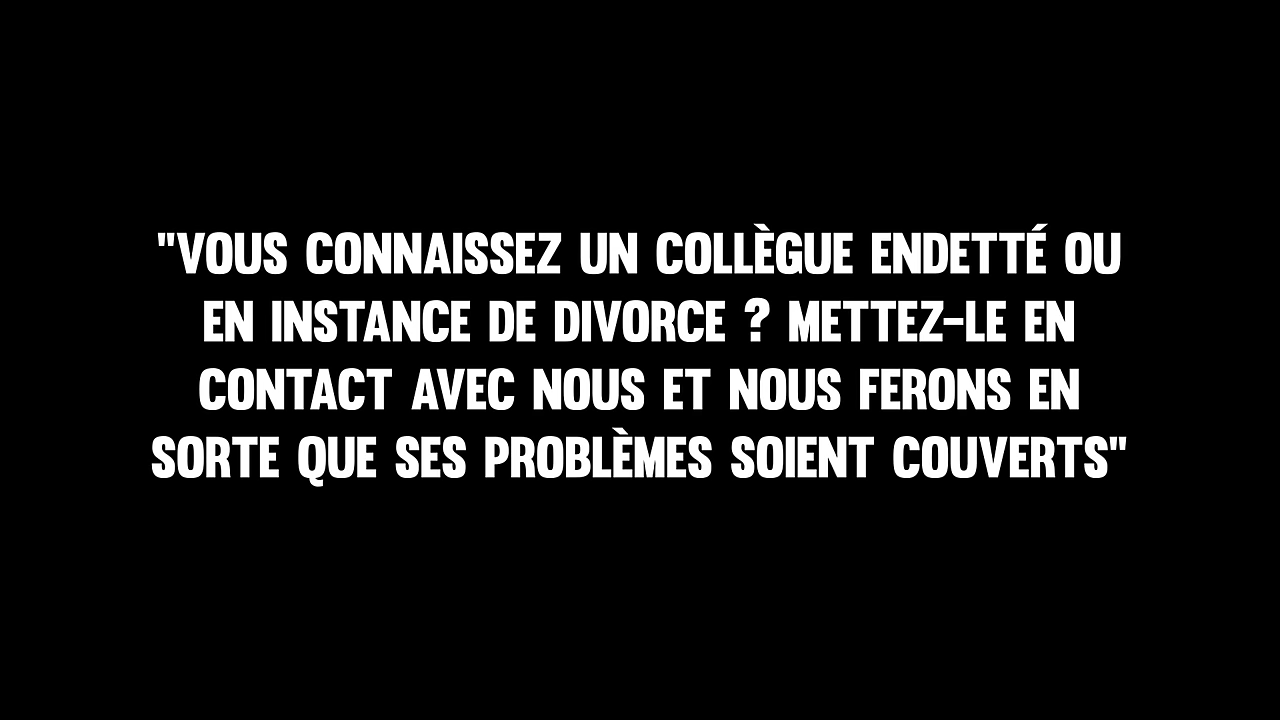 "VOUS CONNAISSEZ UN COLLÈGUE ENDETTÉ OU
EN INSTANCE DE DIVORCE ? METTEZ-LE EN
CONTACT AVEC NOUS ET NOUS FERONS EN
SORTE QUE SES PROBLÈMES SOIENT COUVERTS"